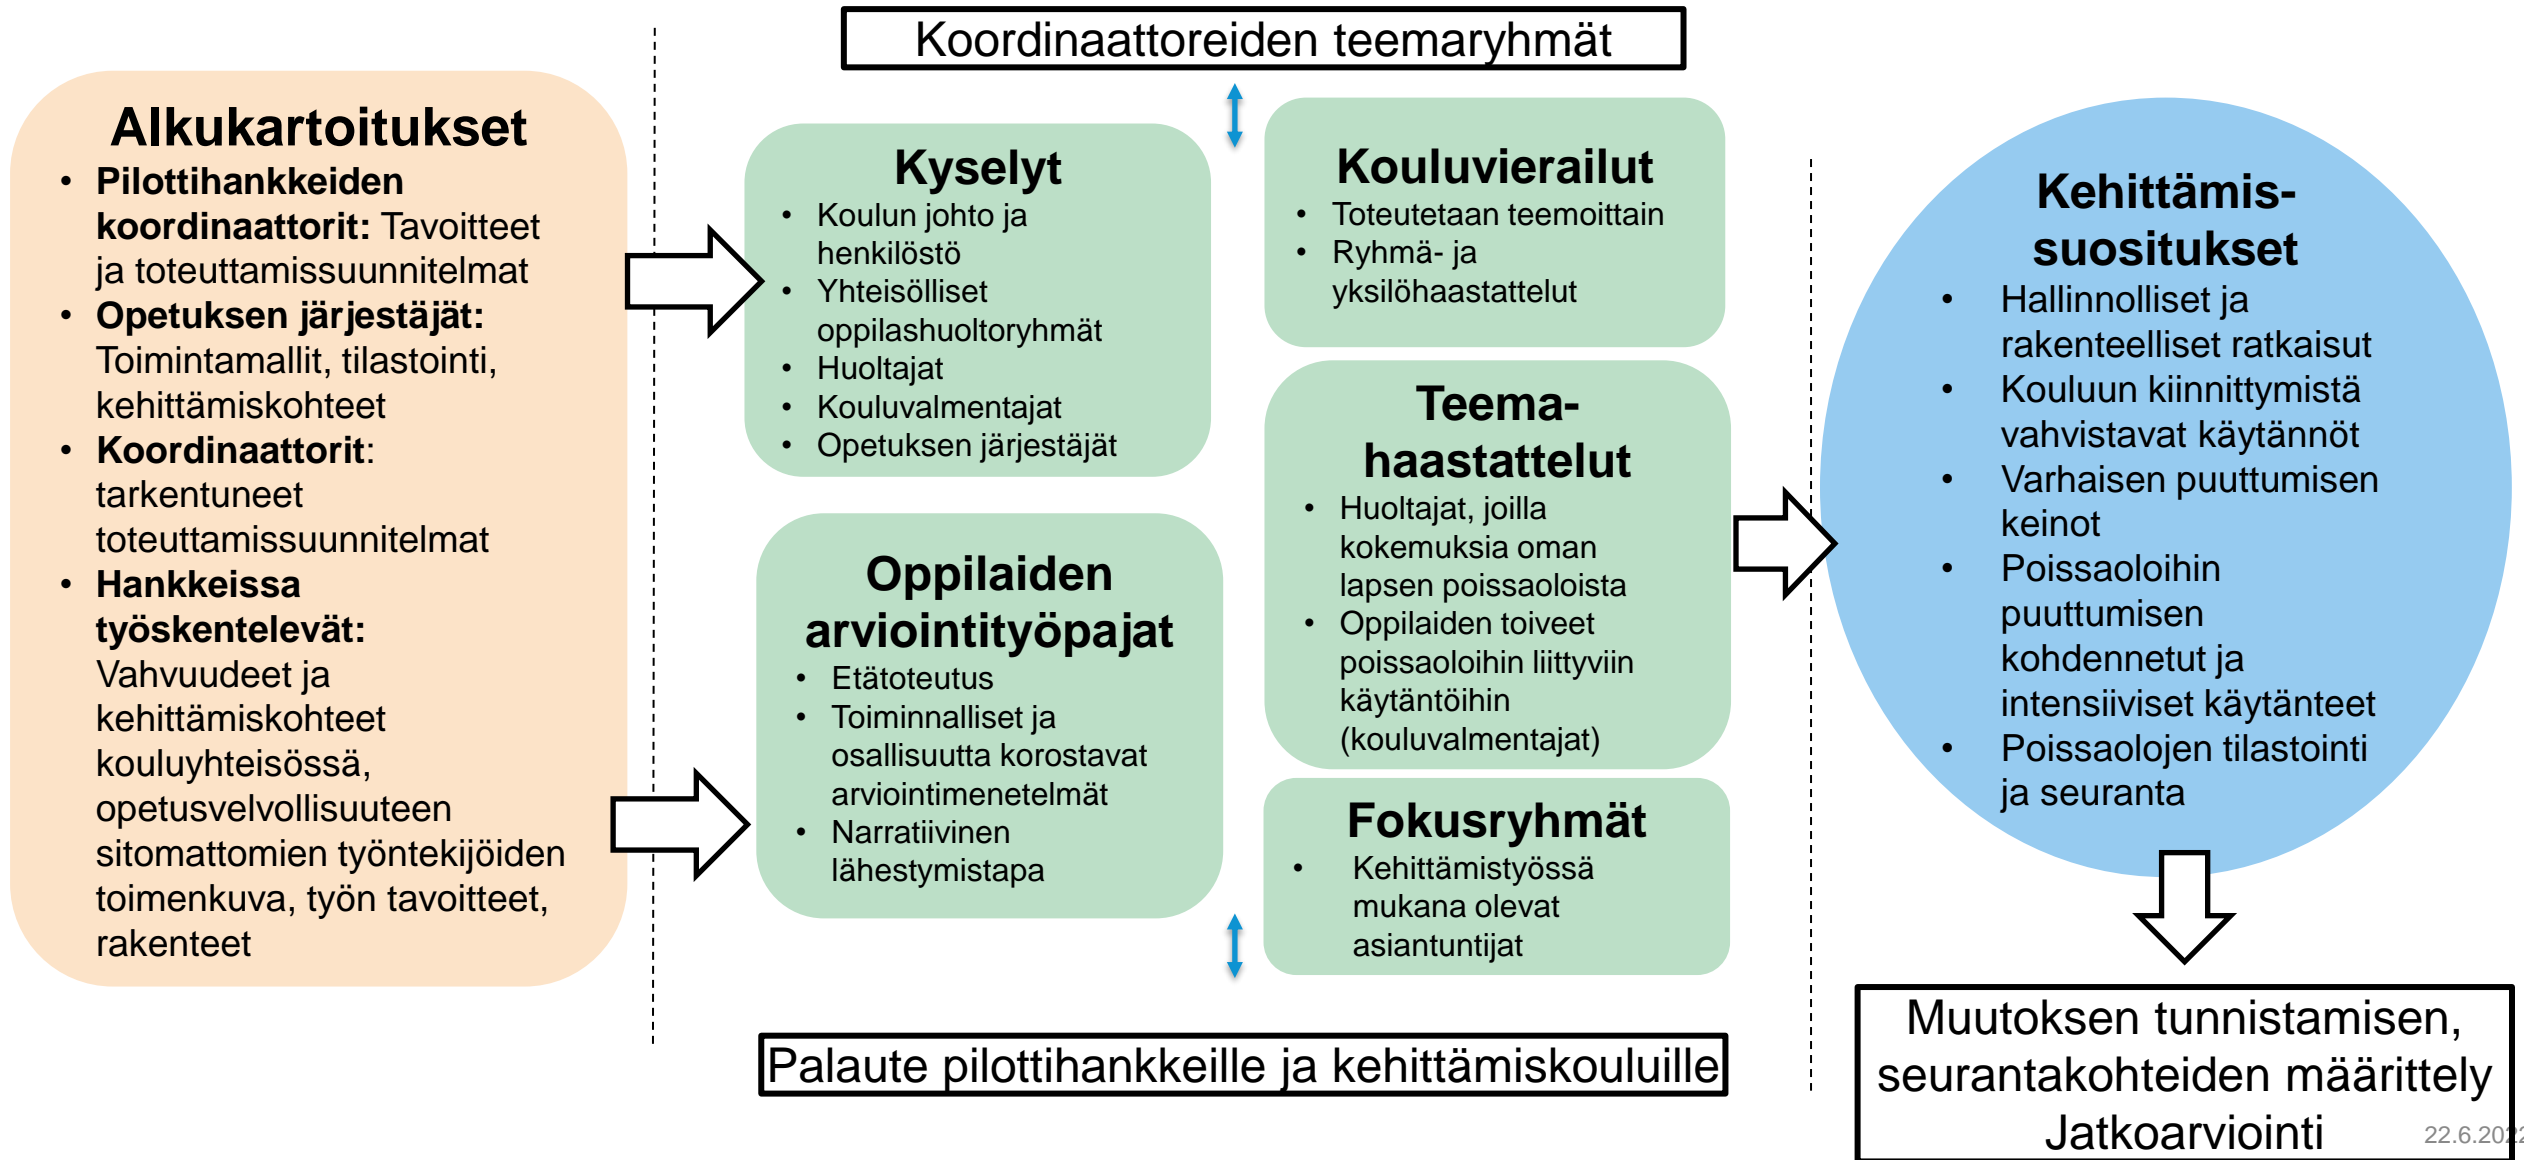 Koordinaattoreiden teemaryhmät
Alkukartoitukset
• Pilottihankkeiden
koordinaattorit: Tavoitteet
ja toteuttamissuunnitelmat
• Opetuksen järjestäjät:
Toimintamallit, tilastointi,
kehittämiskohteet
• Koordinaattorit:
tarkentuneet
toteuttamissuunnitelmat
• Hankkeissa
työskentelevät:
Vahvuudeet ja
kehittämiskohteet
kouluyhteisössä,
opetusvelvollisuuteen
sitomattomien työntekijöiden
toimenkuva, työn tavoitteet,
rakenteet
Kyselyt
• Koulun johto ja
henkilöstö
• Yhteisölliset
oppilashuoltoryhmät
• Huoltajat
• Kouluvalmentajat
• Opetuksen järjestäjät
Oppilaiden
arviointityöpajat
• Etätoteutus
• Toiminnalliset ja
osallisuutta korostavat
arviointimenetelmät
• Narratiivinen
lähestymistapa
Kouluvierailut
• Toteutetaan teemoittain
• Ryhmä- ja
yksilöhaastattelut
Teema-
haastattelut
• Huoltajat, joilla
kokemuksia oman
lapsen poissaoloista
• Oppilaiden toiveet
poissaoloihin liittyviin
käytäntöihin
(kouluvalmentajat)
Fokusryhmät
• Kehittämistyössä
mukana olevat
asiantuntijat
Palaute pilottihankkeille ja kehittämiskouluille
Kehittämis-
suositukset
• Hallinnolliset ja
rakenteelliset ratkaisut
• Kouluun kiinnittymistä
vahvistavat käytännöt
• Varhaisen puuttumisen
keinot
• Poissaoloihin
puuttumisen
kohdennetut ja
intensiiviset käytänteet
• Poissaolojen tilastointi
ja seuranta
Muutoksen tunnistamisen,
seurantakohteiden määrittely
Jatkoarviointi
22.6.2022